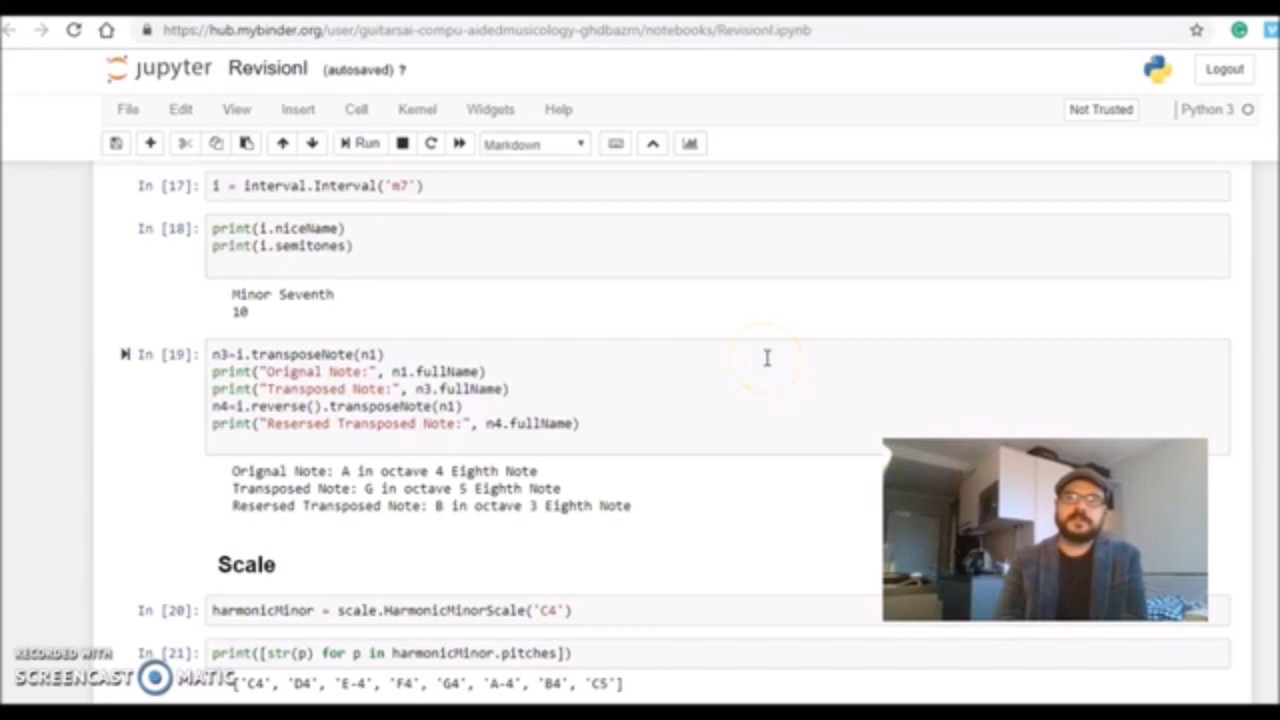 https://hub.mybinder.org/user/guitarsai-compu-aidedmusicology-ghdbazm/notebooks/RevisionI.ipynb
jupyter RevisionI (autosaved) ?
Logout
File Edit View Insert Cell Kernel Widgets Help
Not Trusted
Python 3
Run
Markdown
In [17]: i = interval.Interval('m7')
In [18]: print(i.niceName)
print(i.semitones)
Minor Seventh
10
In [19]: n3=i.transposeNote(n1)
print("Orignal Note:", n1.fullName)
print("Transposed Note:", n3.fullName)
n4=i.reverse().transposeNote(n1)
print("Resersed Transposed Note:", n4.fullName)
Orignal Note: A in octave 4 Eighth Note
Transposed Note: G in octave 5 Eighth Note
Resersed Transposed Note: B in octave 3 Eighth Note
Scale
In [20]: harmonicMinor = scale.HarmonicMinorScale('C4')
In [21]: print([str(p) for p in harmonicMinor.pitches])
['C4', 'D4', 'E-4', 'F4', 'G4', 'A-4', 'B4', 'C5']
RECORDED WITH
SCREENCAST MATIC